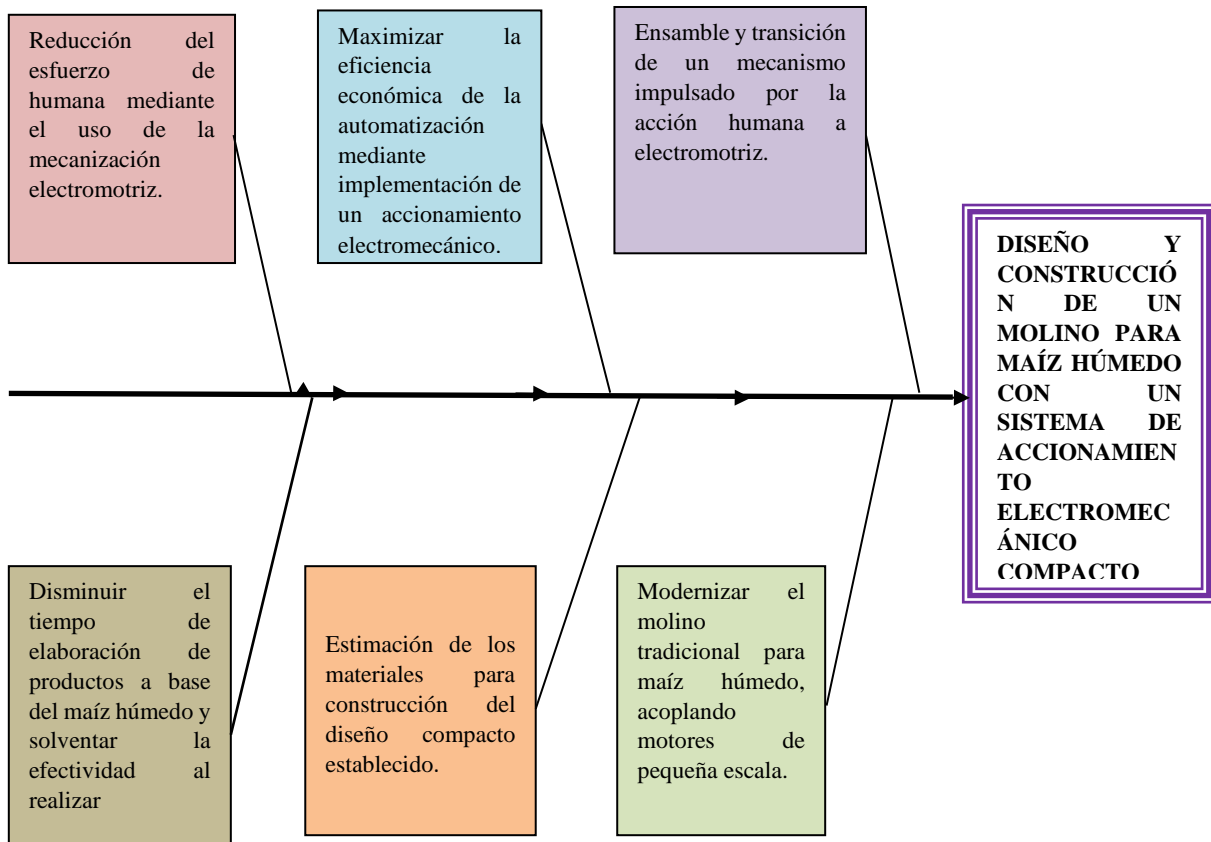 Reducción del
esfuerzo de
humana mediante
el uso de la
mecanización
electromotriz.
Maximizar la
eficiencia
económica de la
automatización
mediante
implementación de
un accionamiento
electromecánico.
Ensamble y transición
de un mecanismo
impulsado por la
acción humana a
electromotriz.
DISEÑO Y
CONSTRUCCIÓ
N DE UN
MOLINO PARA
MAÍZ HÚMEDO
CON UN
SISTEMA DE
ACCIONAMIEN
TO
ELECTROMEC
ÁNICO
COMPACTO
Disminuir el
tiempo de
elaboración de
productos a base
del maíz húmedo y
solventar la
efectividad al
realizar
Estimación de los
materiales para
construcción del
diseño compacto
establecido.
Modernizar el
molino
tradicional para
maíz húmedo,
acoplando
motores de
pequeña escala.